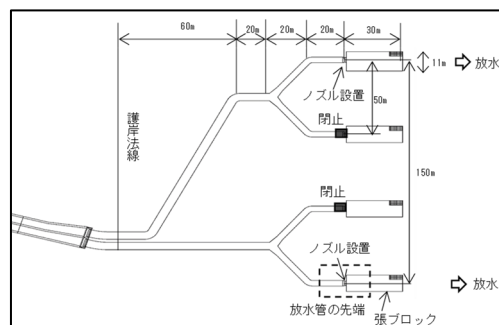 60m
20m
20m
20m
30m
11m
放水
ノズル設置
50m
閉止
護岸法線
150m
閉止
ノズル設置
放水管の先端
放水
張ブロック